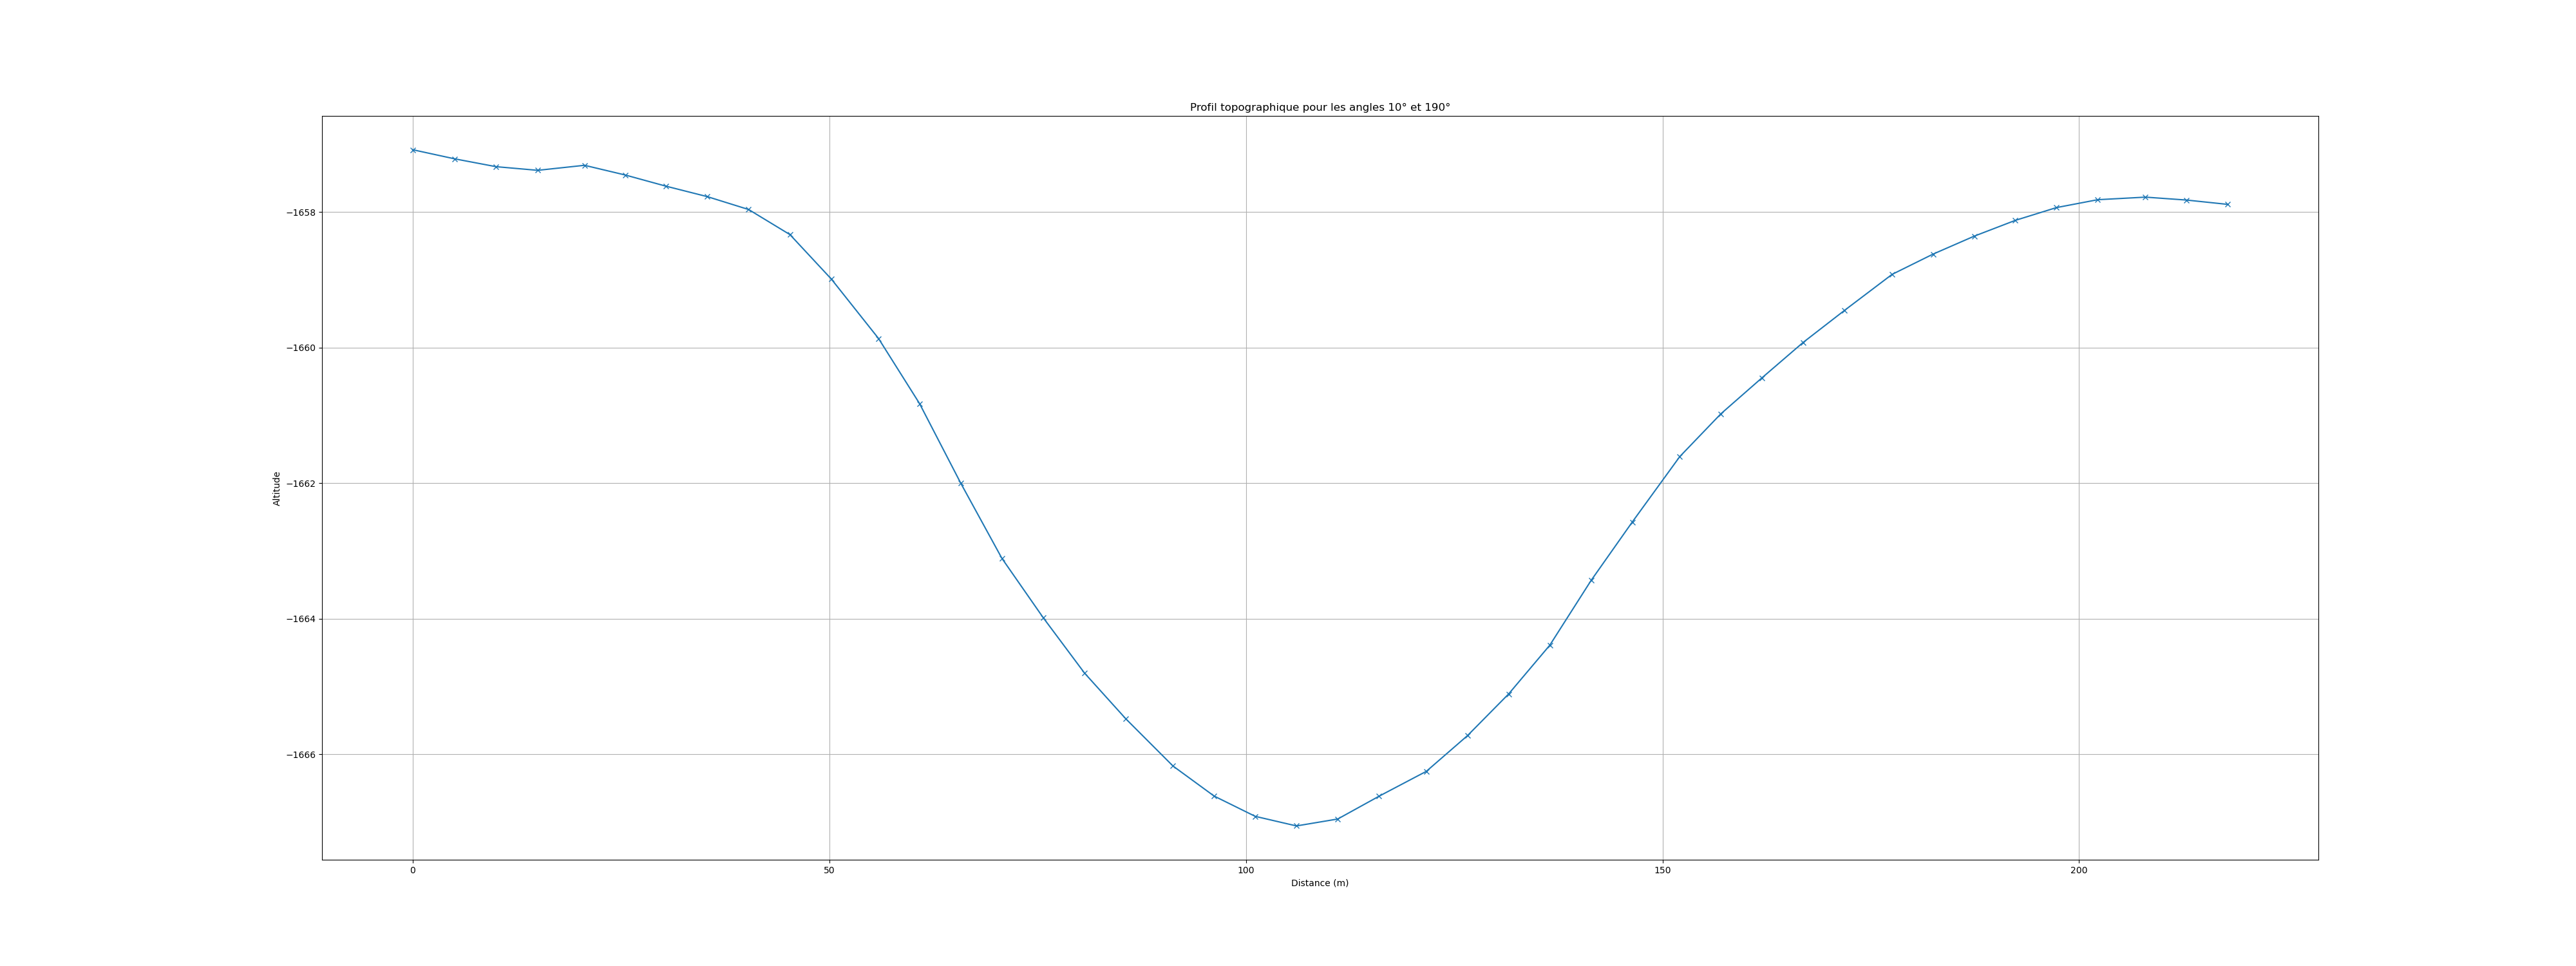 Profil topographique pour les angles 10° et 190°
Altitude
−1658
−1660
−1662
−1664
−1666
0 50 100 150 200
Distance (m)